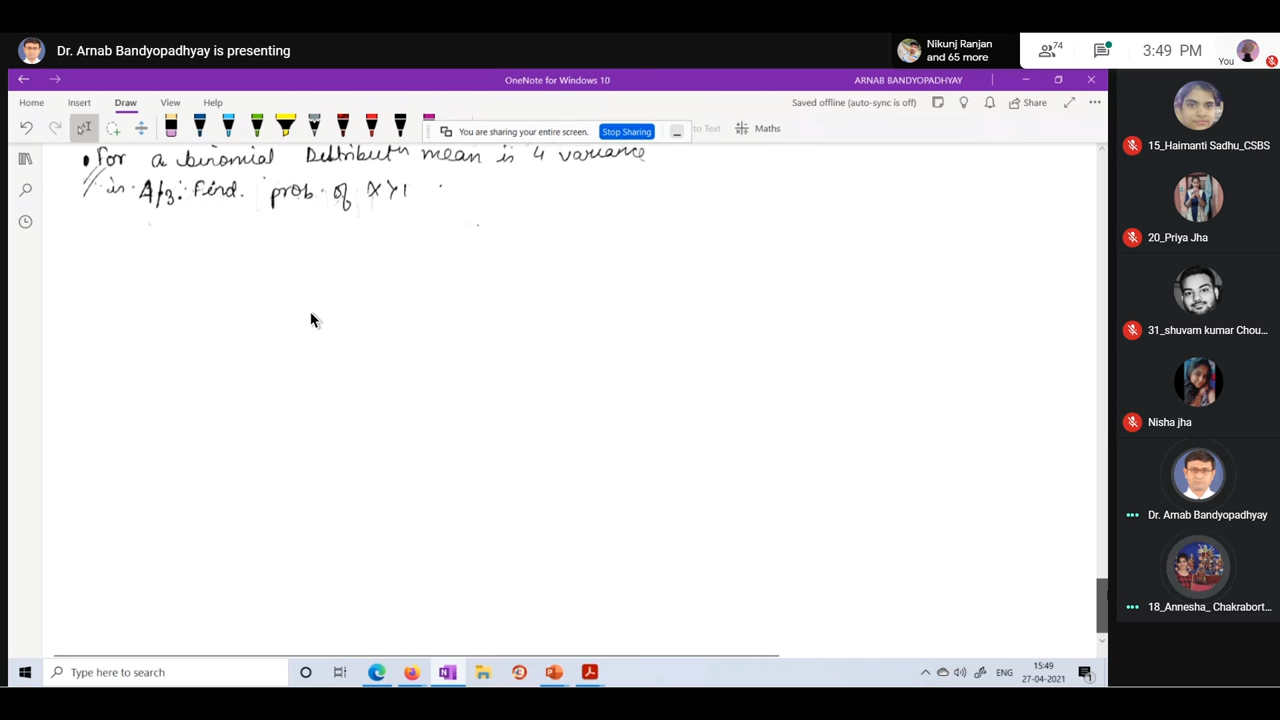 Dr. Arnab Bandyopadhyay is presenting
Nikunj Ranjan
and 65 more
74
3:49 PM
You
OneNote for Windows 10
ARNAB BANDYOPADHYAY
Home Insert Draw View Help
Saved offline (auto-sync is off)
Share
You are sharing your entire screen.
Stop Sharing
to Text
Maths
For a binomial Distributn mean is 4 variance
is 4/3. Find. prob. of X>1
15_Haimanti Sadhu_CSBS
20_Priya Jha
31_shuvam kumar Chou...
Nisha jha
Dr. Arnab Bandyopadhyay
18_Annesha_ Chakrabort...
Type here to search
ENG
15:49
27-04-2021
1